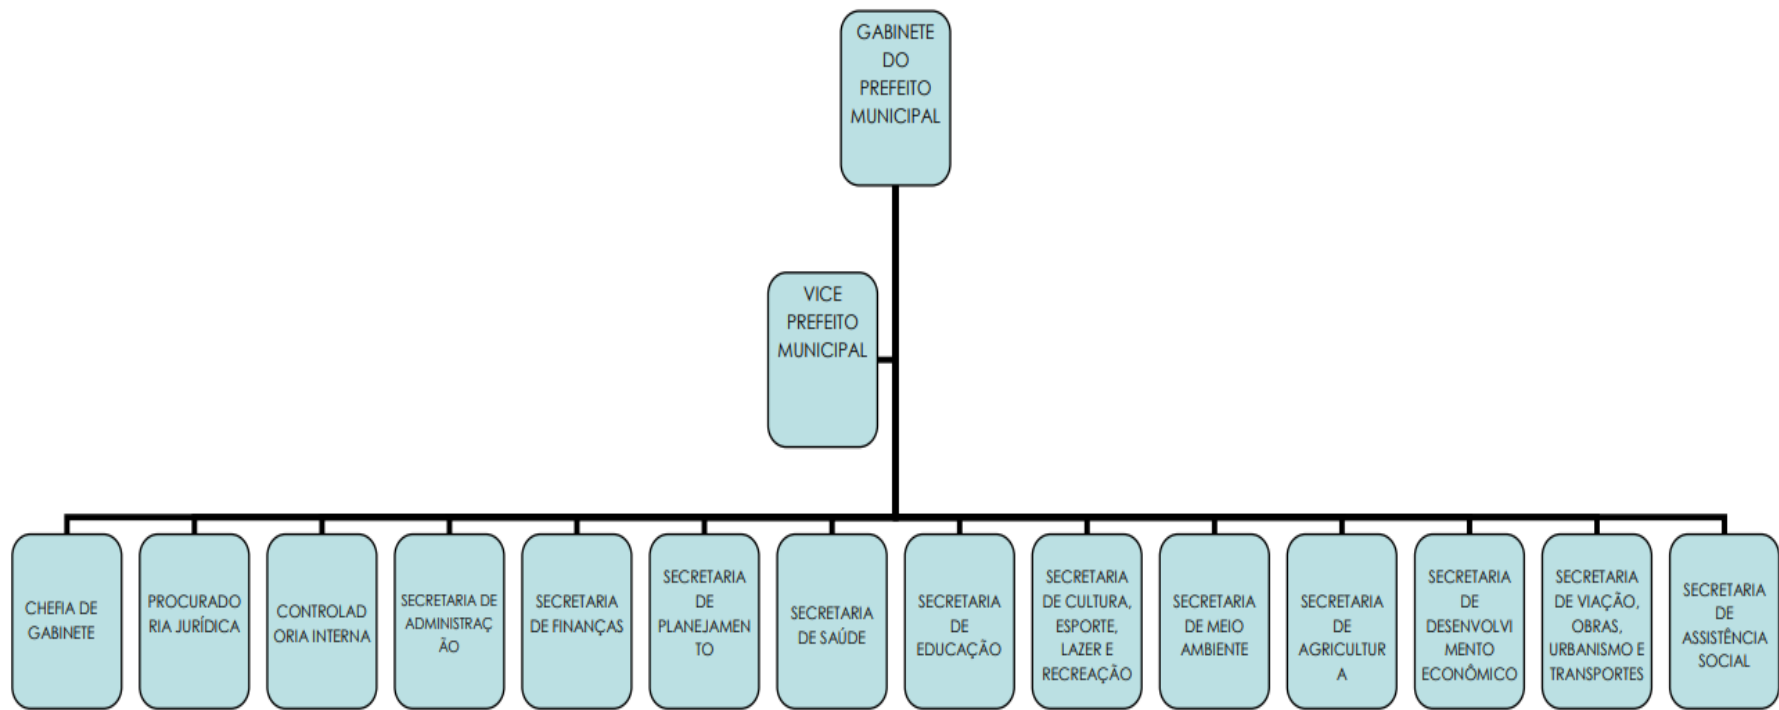 GABINETE
DO
PREFEITO
MUNICIPAL
VICE
PREFEITO
MUNICIPAL
CHEFIA DE
GABINETE
PROCURADO
RIA JURÍDICA
CONTROLAD
ORIA INTERNA
SECRETARIA DE
ADMINISTRAÇ
ÃO
SECRETARIA
DE FINANÇAS
SECRETARIA
DE
PLANEJAMEN
TO
SECRETARIA
DE SAÚDE
SECRETARIA
DE
EDUCAÇÃO
SECRETARIA
DE CULTURA,
ESPORTE,
LAZER E
RECREAÇÃO
SECRETARIA
DE MEIO
AMBIENTE
SECRETARIA
DE
AGRICULTUR
A
SECRETARIA
DE
DESENVOLVI
MENTO
ECONÔMICO
SECRETARIA
DE VIAÇÃO,
OBRAS,
URBANISMO E
TRANSPORTES
SECRETARIA
DE
ASSISTÊNCIA
SOCIAL